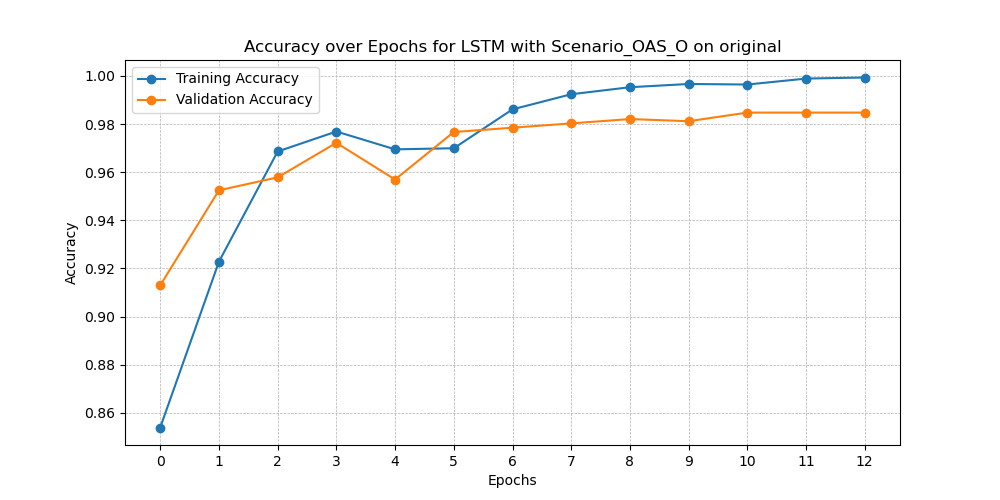 Accuracy over Epochs for LSTM with Scenario_OAS_O on original
Training Accuracy
Validation Accuracy
1.00
0.98
0.96
0.94
0.92
0.90
0.88
0.86
Accuracy
0 1 2 3 4 5 6 7 8 9 10 11 12
Epochs